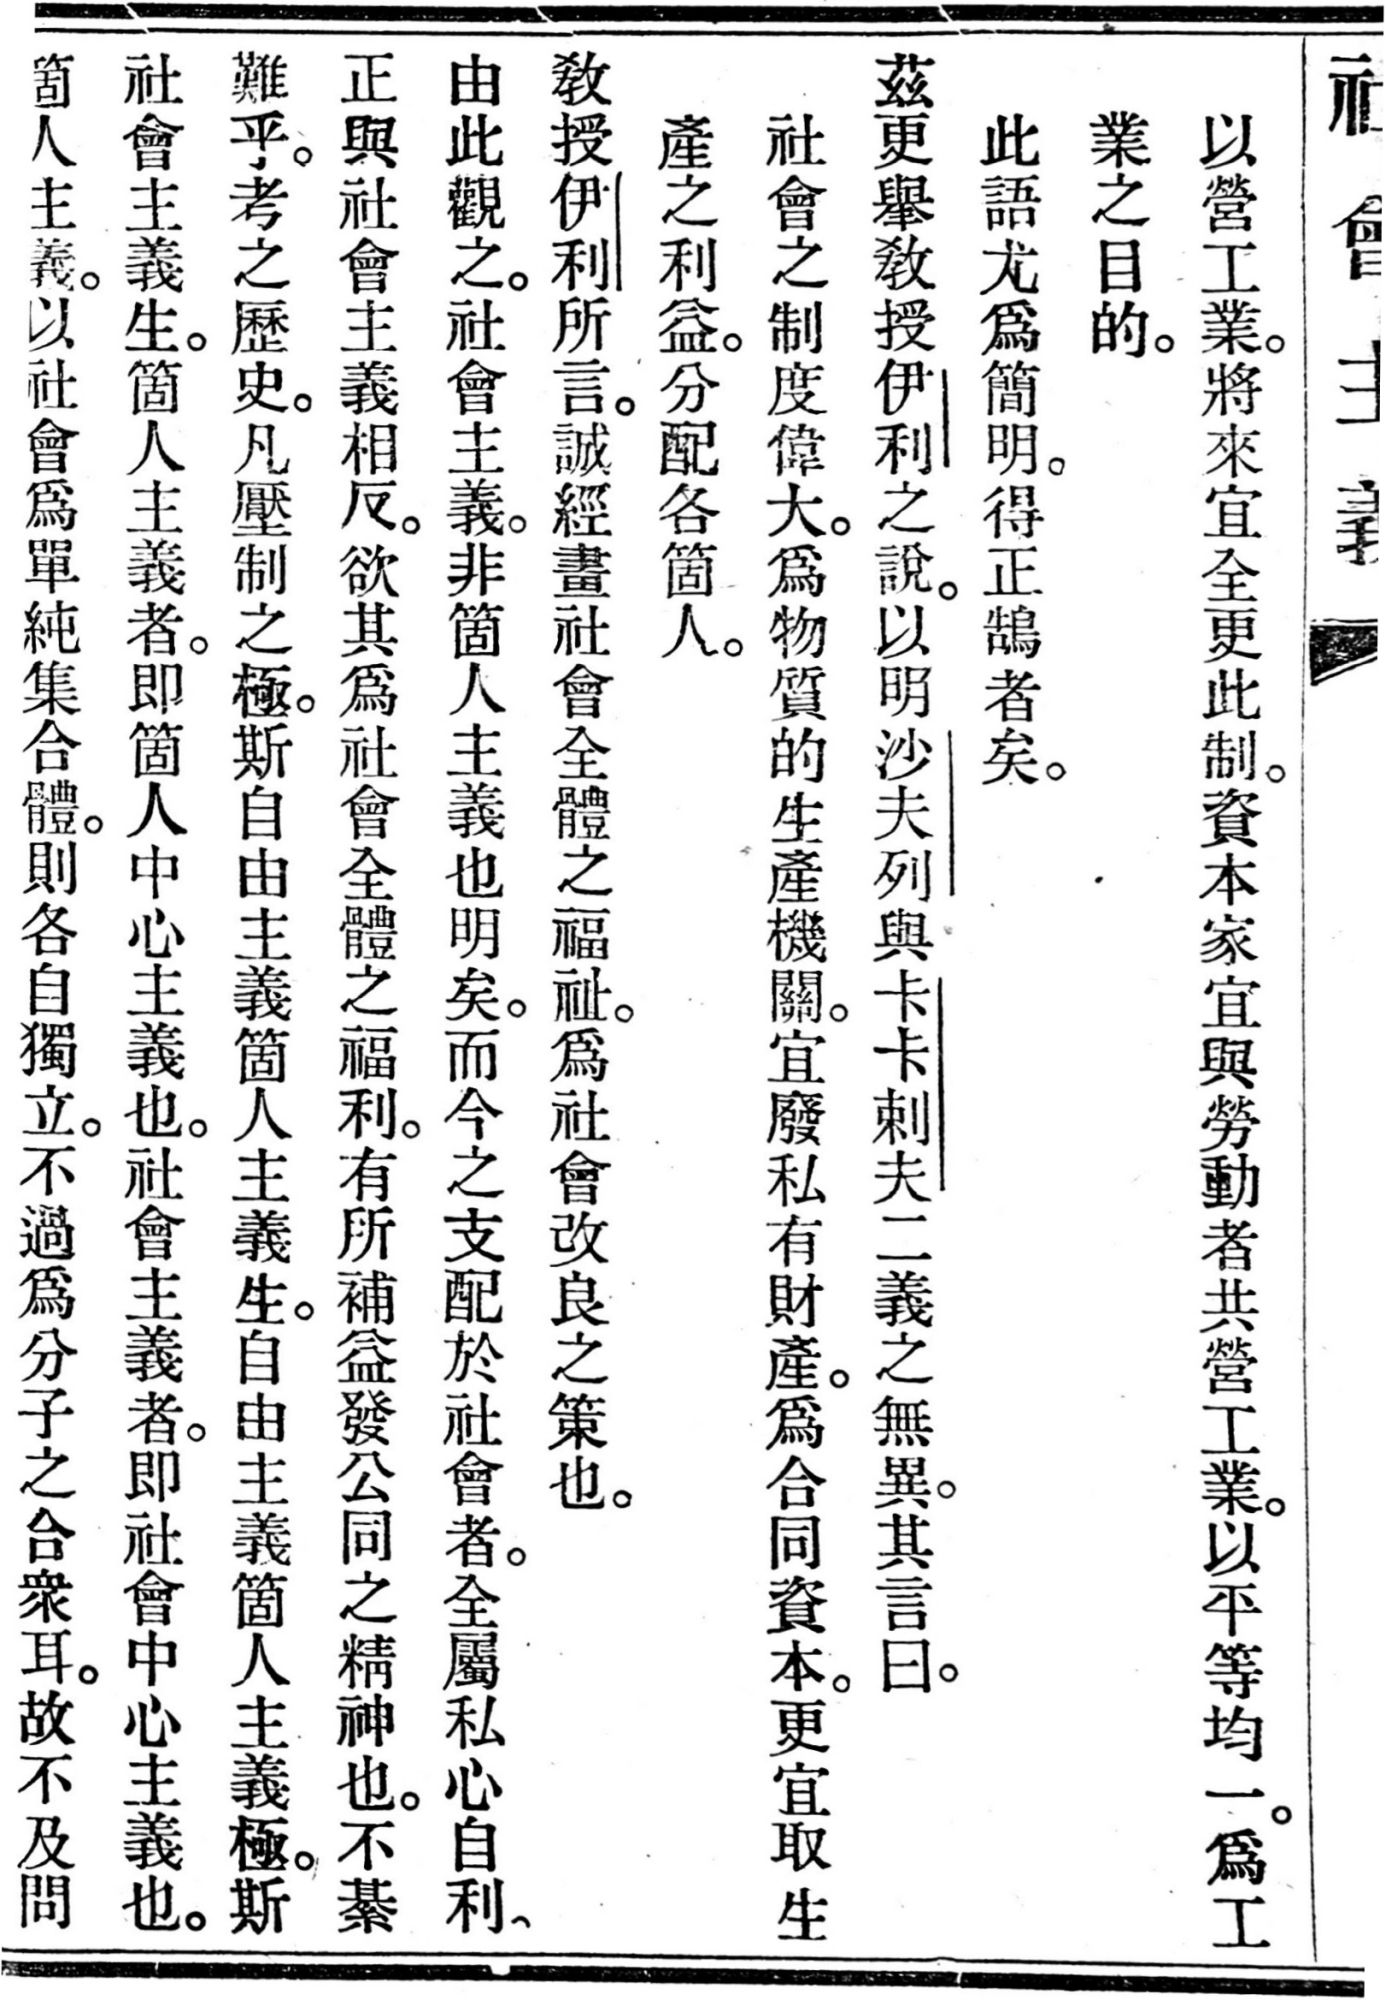 社會主義
以營工業。將來宜全更此制。資本家宜與勞動者共營工業。以平等均一。爲工
業之目的。
此語尤爲簡明。得正鵠者矣。
茲更舉敎授伊利之說。以明沙夫列與卡卡刺夫二義之無異。其言曰。
社會之制度偉大。爲物質的生產機關。宜廢私有財產。爲合同資本。更宜取生
產之利益。分配各箇人。
敎授伊利所言。誠經畫社會全體之福祉。爲社會改良之策也。
由此觀之。社會主義。非箇人主義也明矣。而今之支配於社會者。全屬私心自利、
正與社會主義相反。欲其爲社會全體之福利。有所補益發公同之精神也。不綦
難乎。考之歷史。凡壓制之極。斯自由主義箇人主義生。自由主義箇人主義極。斯
社會主義生。箇人主義者。即箇人中心主義也。社會主義者。即社會中心主義也。
箇人主義。以社會爲單純集合體。則各自獨立。不過爲分子之合衆耳。故不及問